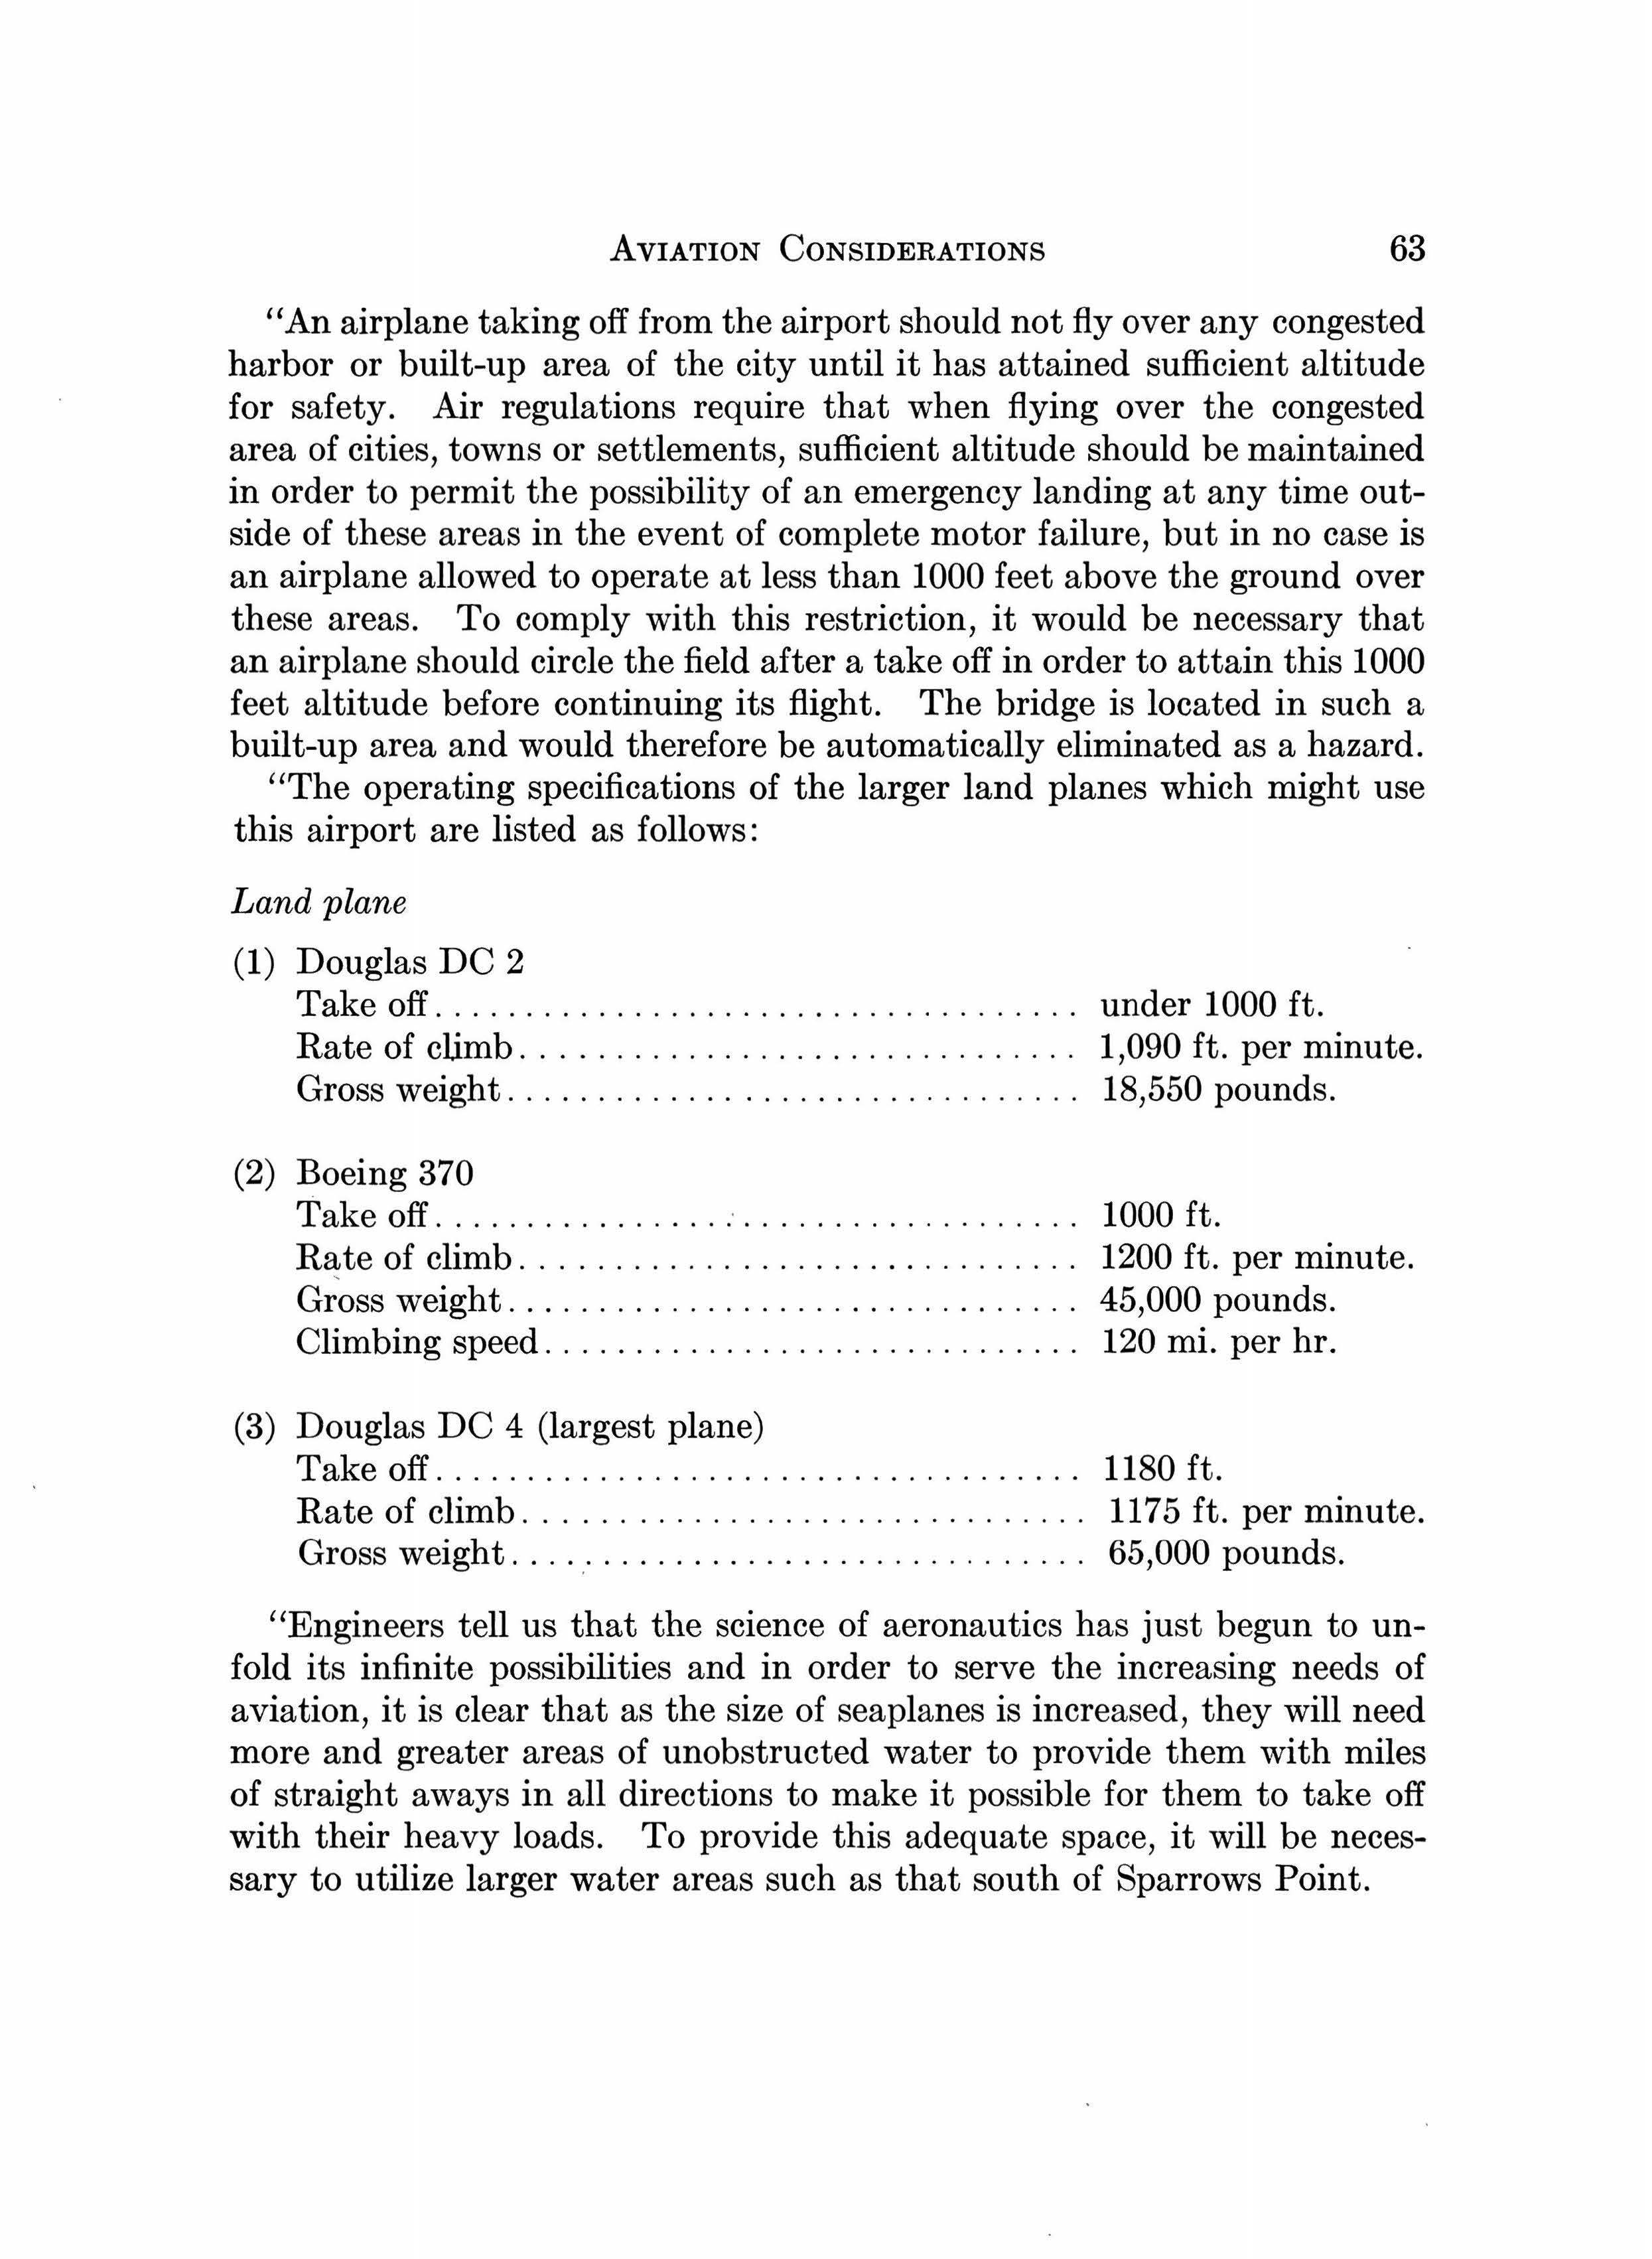 AVIATION CONSIDERATIONS 63
“An airplane taking off from the airport should not fly over any congested
harbor or built-up area of the city until it has attained sufficient altitude
for safety. Air regulations require that when flying over the congested
area of cities, towns or settlements, sufficient altitude should be maintained
in order to permit the possibility of an emergency landing at any time out-
side of these areas in the event of complete motor failure, but in no case is
an airplane allowed to operate at less than 1000 feet above the ground over
these areas. To comply with this restriction, it would be necessary that
an airplane should circle the field after a take off in order to attain this 1000
feet altitude before continuing its flight. The bridge is located in such a
built-up area and would therefore be automatically eliminated as a hazard.
“The operating specifications of the larger land planes which might use
this airport are listed as follows:
Land plane
(1) Douglas DC 2
Take off.................................... under 1000 ft.
Rate of climb............................... 1,090 ft. per minute.
Gross weight................................ 18,550 pounds.
(2) Boeing 370
Take off.................................... 1000 ft.
Rate of climb............................... 1200 ft. per minute.
Gross weight................................ 45,000 pounds.
Climbing speed.............................. 120 mi. per hr.
(3) Douglas DC 4 (largest plane)
Take off.................................... 1180 ft.
Rate of climb............................... 1175 ft. per minute.
Gross weight................................ 65,000 pounds.
“Engineers tell us that the science of aeronautics has just begun to un-
fold its infinite possibilities and in order to serve the increasing needs of
aviation, it is clear that as the size of seaplanes is increased, they will need
more and greater areas of unobstructed water to provide them with miles
of straight aways in all directions to make it possible for them to take off
with their heavy loads. To provide this adequate space, it will be neces-
sary to utilize larger water areas such as that south of Sparrows Point.